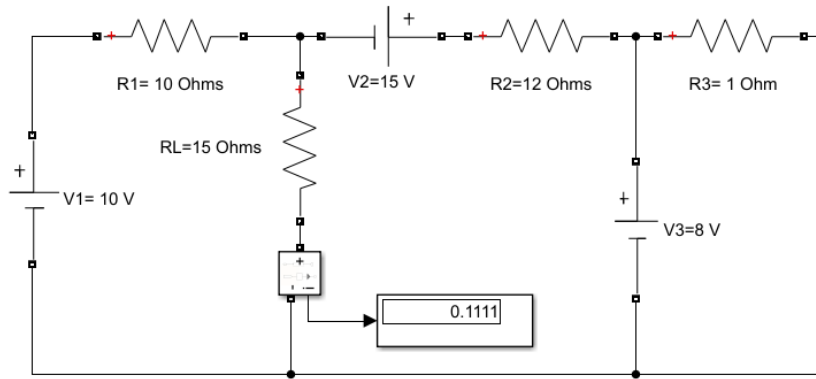 +
R1= 10 Ohms
V2=15 V
+
+
R2=12 Ohms
+
R3= 1 Ohm
+
RL=15 Ohms
+
V1= 10 V
+
V3=8 V
+
-
i
0.1111